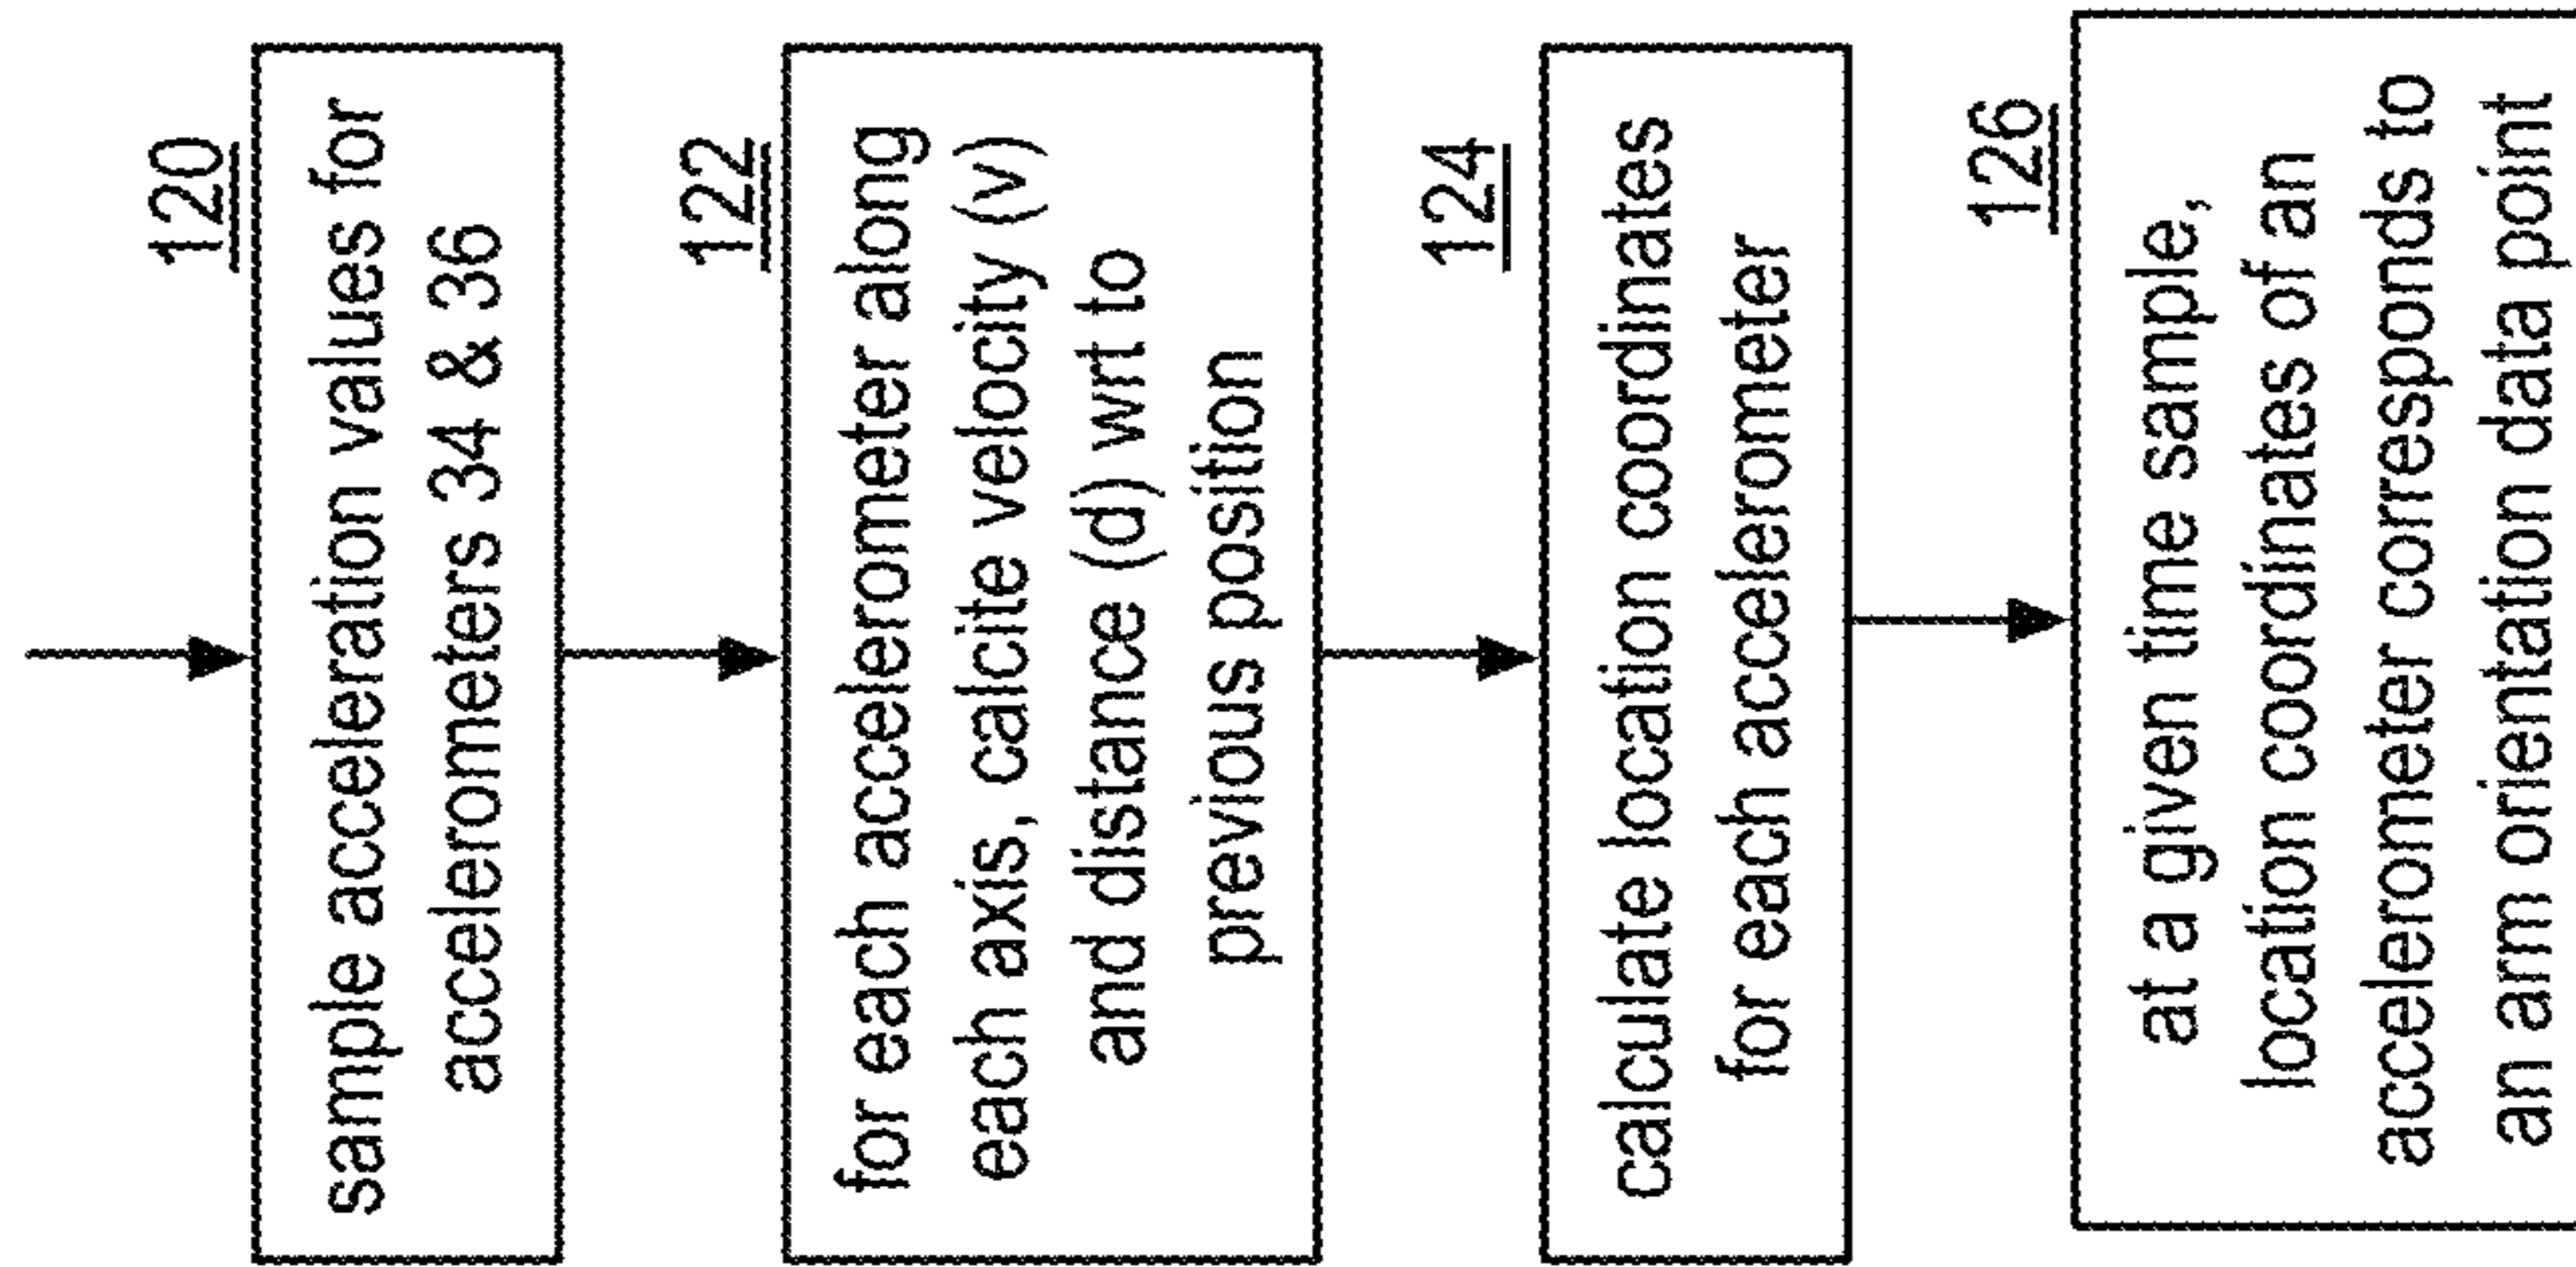 120
sample acceleration values for
accelerometers 34 & 36
122
for each accelerometer along
each axis, calcite velocity (v)
and distance (d) wrt to
previous position
124
calculate location coordinates
for each accelerometer
126
at a given time sample,
location coordinates of an
accelerometer corresponds to
an arm orientation data point